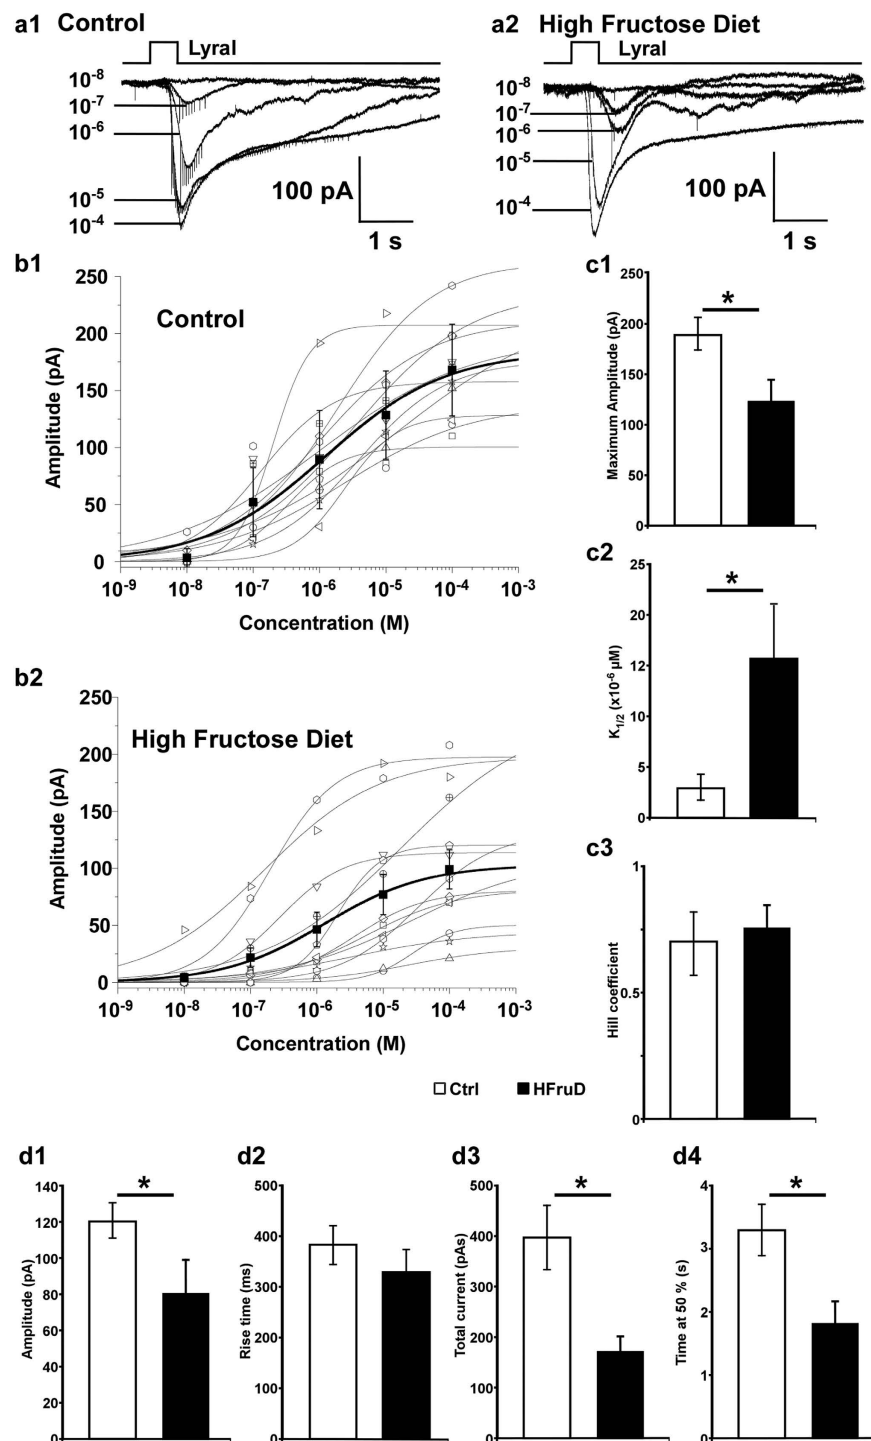 a1 Control
Lyral
10-8
10-7
10-6
10-5
10-4
100 pA
1 s
a2 High Fructose Diet
Lyral
10-8
10-7
10-6
10-5
10-4
100 pA
1 s
b1
Control
Amplitude (pA)
250
200
150
100
50
0
10-9 10-8 10-7 10-6 10-5 10-4 10-3
Concentration (M)
b2
High Fructose Diet
Amplitude (pA)
250
200
150
100
50
0
10-9 10-8 10-7 10-6 10-5 10-4 10-3
Concentration (M)
c1
Maximum Amplitude (pA)
250
200
150
100
50
0
*
c2
K1/2 (x10-6 µM)
25
20
12
10
5
0
*
c3
Hill coefficient
1
0.5
0
Ctrl HFruD
d1
Amplitude (pA)
140
120
100
80
60
40
20
0
*
d2
Rise time (ms)
500
400
300
200
100
0
d3
Total current (pAs)
500
400
300
200
100
0
*
d4
Time at 50 % (s)
4
3
2
1
0
*